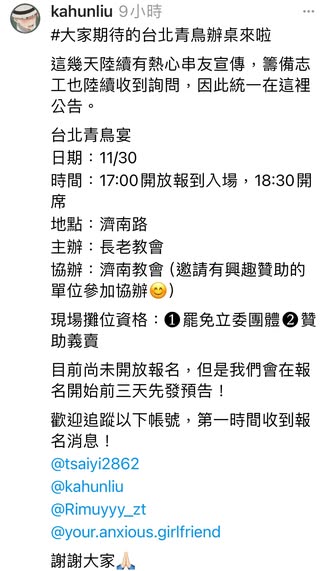 kahunliu 9小時
#大家期待的台北青鳥辦桌來啦
這幾天陸續有熱心串友宣傳，籌備志
工也陸續收到詢問，因此統一在這裡
公告。
台北青鳥宴
日期：11/30
時間：17:00開放報到入場，18:30開
席
地點：濟南路
主辦：長老教會
協辦：濟南教會（邀請有興趣贊助的
單位參加協辦😊）
現場攤位資格：❶罷免立委團體❷贊
助義賣
目前尚未開放報名，但是我們會在報
名開始前三天先發預告！
歡迎追蹤以下帳號，第一時間收到報
名消息！
@tsaiyi2862
@kahunliu
@Rimuyyy_zt
@your.anxious.girlfriend
謝謝大家🙏🏻